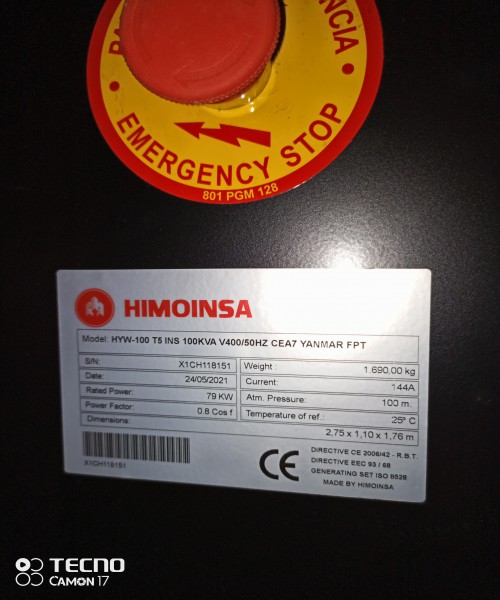 PA
ENCIA
• EMERGENCY STOP •
801 PGM 128
HIMOINSA
Model: HYW-100 T5 INS 100KVA V400/50HZ CEA7 YANMAR FPT
S/N: X1CH118151
Date: 24/05/2021
Rated Power: 79 KW
Power Factor: 0.8 Cos f
Dimensions: 2,75 x 1,10 x 1,76 m
Weight : 1.690,00 kg
Current: 144A
Atm. Pressure: 100 m.
Temperature of ref.: 25º C
X1CH118151
CE
DIRECTIVE CE 2006/42 - R.B.T.
DIRECTIVE EEC 93 / 68
GENERATING SET ISO 8528
MADE BY HIMOINSA
TECNO
CAMON 17